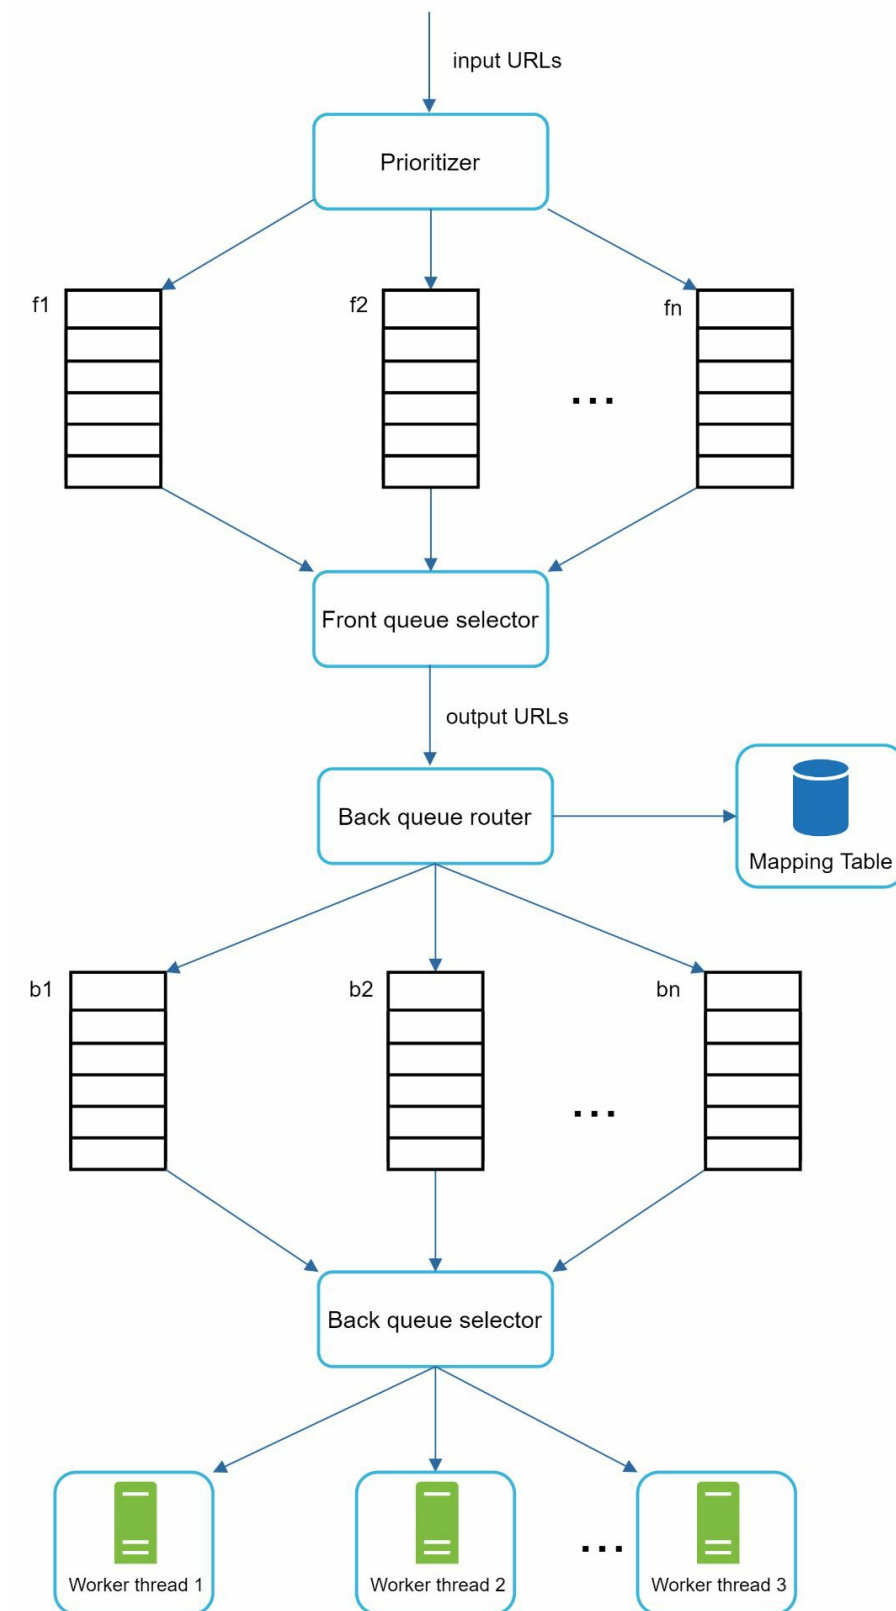 input URLs
Prioritizer
f1
f2
fn
...
Front queue selector
output URLs
Back queue router
Mapping Table
b1
b2
bn
...
Back queue selector
...
Worker thread 1
Worker thread 2
Worker thread 3